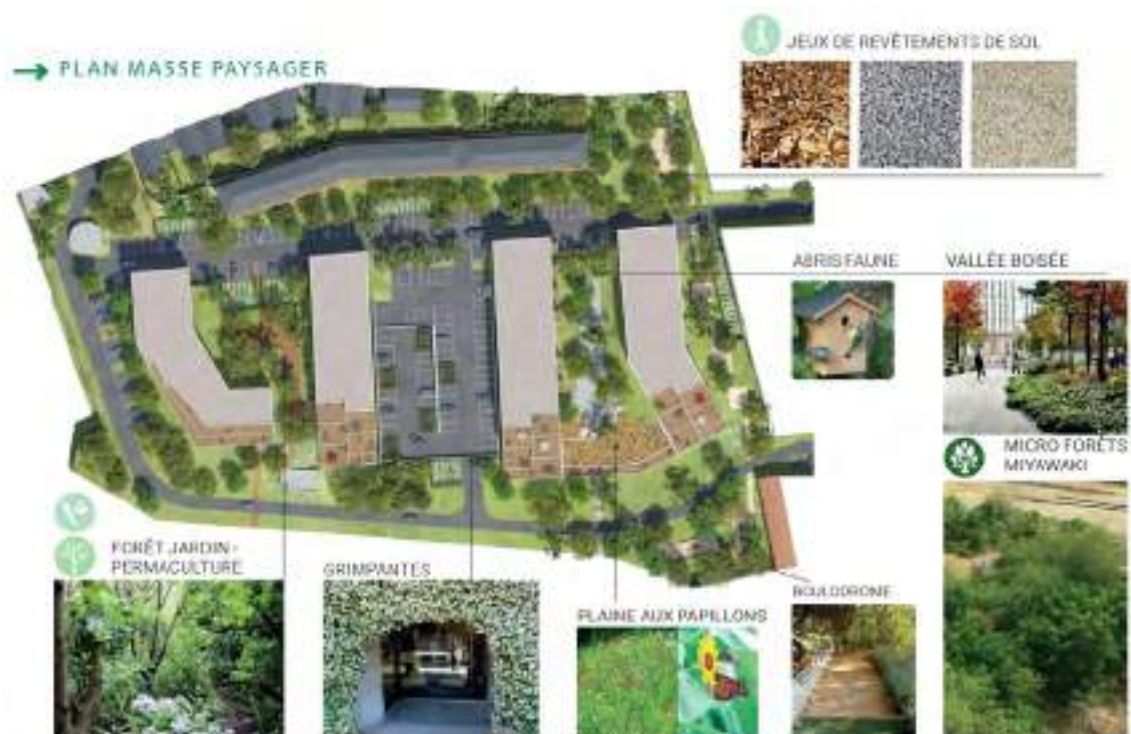 JEUX DE REVÊTEMENTS DE SOL
→ PLAN MASSE PAYSAGER
ABRIS FAUNE
VALLÉE BOISÉE
MICRO FORÊTS
MIYAWAKI
FORÊT JARDIN -
PERMACULTURE
GRIMPANTES
PLAINE AUX PAPILLONS
BOULODROME